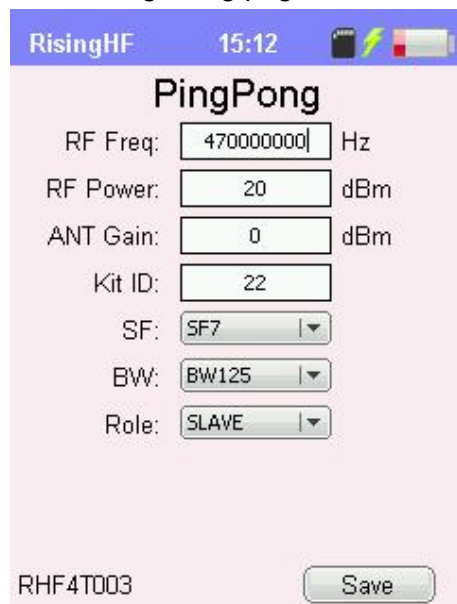 RisingHF 15:12
PingPong
RF Freq: 470000000 Hz
RF Power: 20 dBm
ANT Gain: 0 dBm
Kit ID: 22
SF: SF7
BW: BW125
Role: SLAVE
RHF4T003 Save